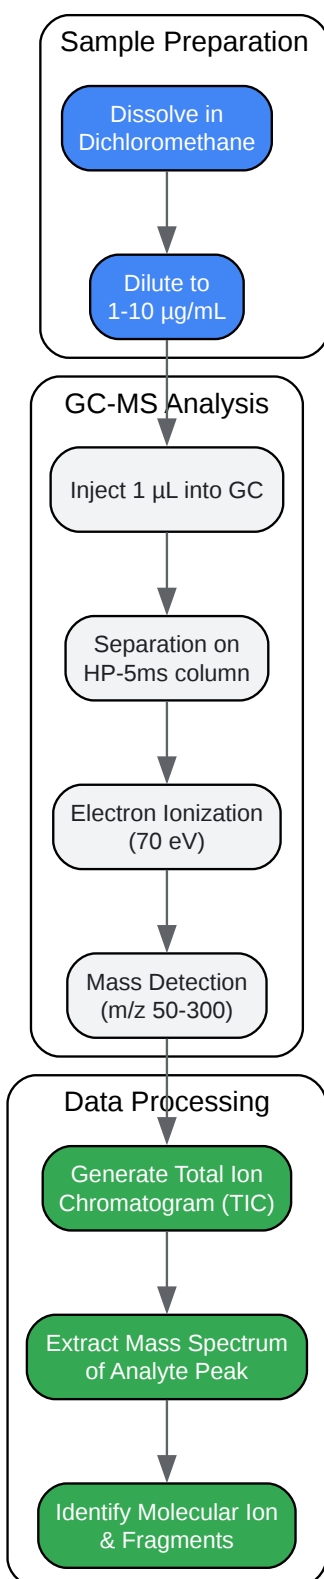 Sample Preparation
Dissolve in
Dichloromethane
Dilute to
1-10 µg/mL
GC-MS Analysis
Inject 1 µL into GC
Separation on
HP-5ms column
Electron Ionization
(70 eV)
Mass Detection
(m/z 50-300)
Data Processing
Generate Total Ion
Chromatogram (TIC)
Extract Mass Spectrum
of Analyte Peak
Identify Molecular Ion
& Fragments